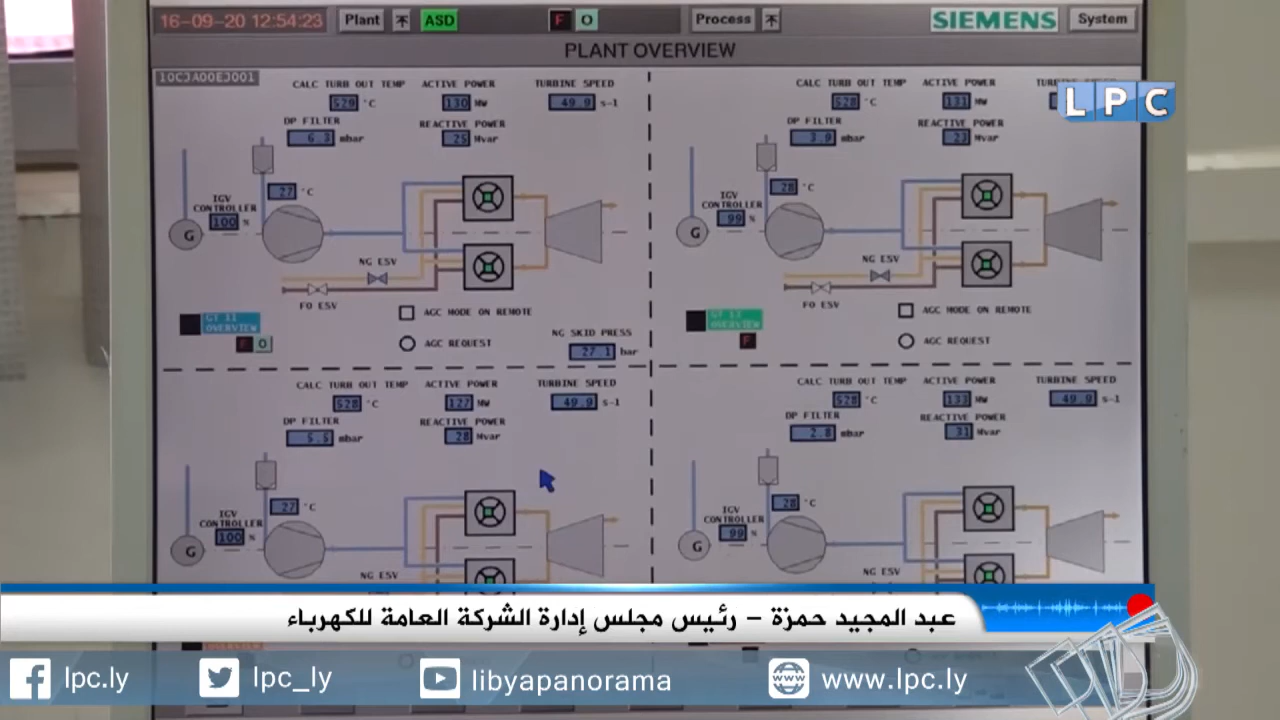 16-09-20 12:54:23 Plant ASD F O Process SIEMENS System
PLANT OVERVIEW
10CJA00EJ001
CALC TURB OUT TEMP ACTIVE POWER TURBINE SPEED
529 °C 130 MW 49.9 s-1
DP FILTER REACTIVE POWER
6.3 mbar 25 Mvar
27 °C
IGV
CONTROLLER
100 %
G
NG ESV
FO ESV
AGC MODE ON REMOTE
GT 11
OVERVIEW
F O
AGC REQUEST
NG SKID PRESS
27.1 bar
CALC TURB OUT TEMP ACTIVE POWER
528 °C 133 MW
DP FILTER REACTIVE POWER
3.9 mbar 23 Mvar
28 °C
IGV
CONTROLLER
99 %
G
NG ESV
FO ESV
AGC MODE ON REMOTE
OVERVIEW
F
AGC REQUEST
LPC
CALC TURB OUT TEMP ACTIVE POWER TURBINE SPEED
528 °C 127 MW 49.9 s-1
DP FILTER REACTIVE POWER
5.5 mbar 28 Mvar
27 °C
IGV
CONTROLLER
100 %
G
NG ESV
CALC TURB OUT TEMP ACTIVE POWER TURBINE SPEED
528 °C 133 MW 49.9 s-1
DP FILTER REACTIVE POWER
2.8 mbar 31 Mvar
28 °C
IGV
CONTROLLER
99 %
G
عبد المجيد حمزة – رئيس مجلس إدارة الشركة العامة للكهرباء
lpc.ly lpc_ly libyapanorama www.lpc.ly